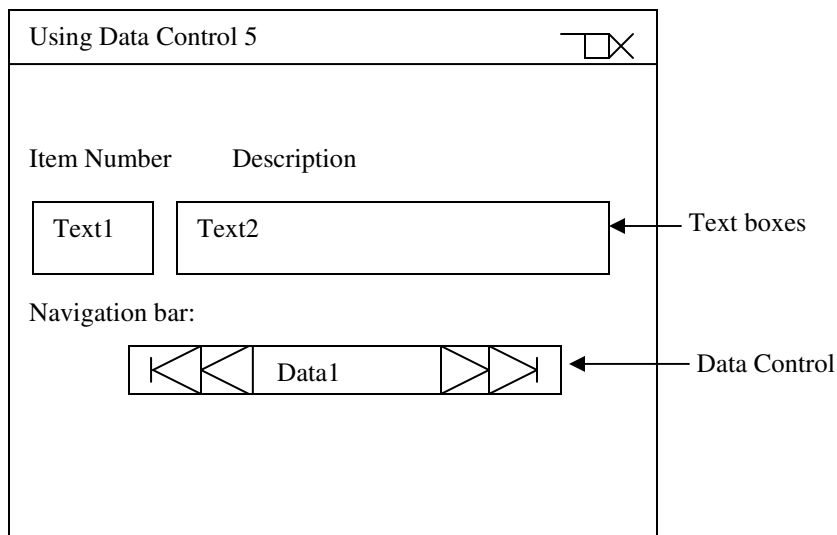 Using Data Control 5
Item Number Description
Text1 Text2
Text boxes
Navigation bar:
Data1
Data Control